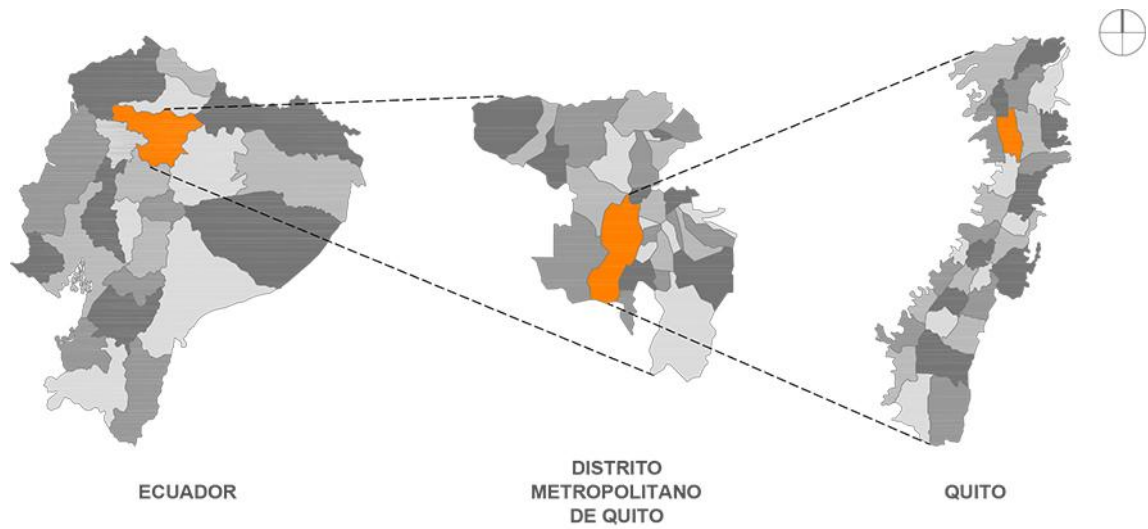 ECUADOR
DISTRITO
METROPOLITANO
DE QUITO
QUITO